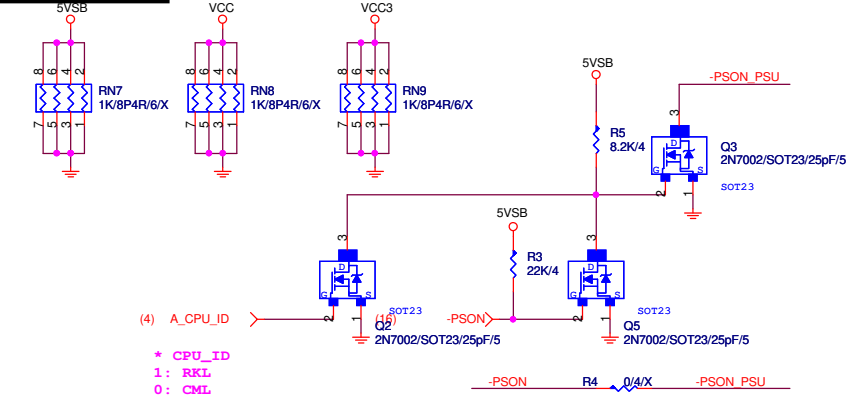 5VSB
VCC
VCC3
8 6 4 2
8 6 4 2
8 6 4 2
RN7
1K/8P4R/6/X
RN8
1K/8P4R/6/X
RN9
1K/8P4R/6/X
7 5 3 1
7 5 3 1
7 5 3 1
5VSB
-PSON_PSU
R5
8.2K/4
3
D
G
S
2
1
Q3
2N7002/SOT23/25pF/5
SOT23
5VSB
R3
22K/4
3
D
G
S
2
1
SOT23
Q2
2N7002/SOT23/25pF/5
3
D
G
S
2
1
SOT23
Q5
2N7002/SOT23/25pF/5
(4) A_CPU_ID
(16) -PSON
* CPU_ID
1: RKL
0: CML
-PSON R4 0/4/X -PSON_PSU